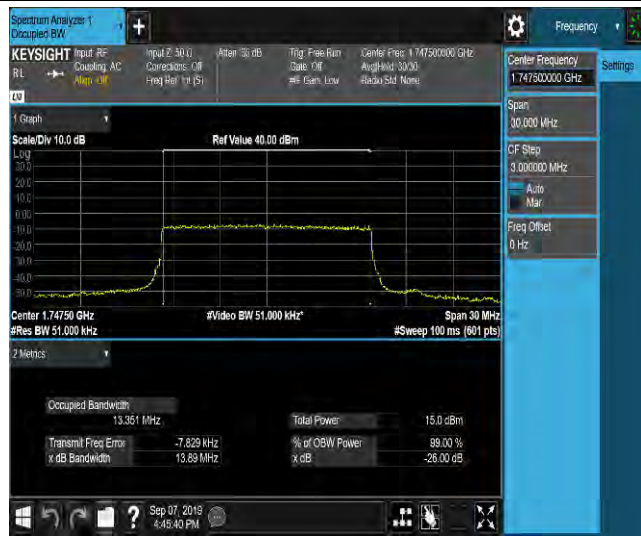 Spectrum Analyzer 1
Occupied BW
Frequency
KEYSIGHT
Input: RF
Coupling: AC
Align: Off
Input Z: 50 Ω
Corrections: Off
Freq Ref: Int (S)
Atten: 30 dB
Trig: Free Run
Gate: Off
#IF Gain: Low
Center Freq: 1.747500000 GHz
Avg|Hold: 30/30
Radio Std: None
RL
Center Frequency
1.747500000 GHz
Settings
Span
30.000 MHz
CF Step
3.000000 MHz
Auto
Man
Freq Offset
0 Hz
1 Graph
Scale/Div 10.0 dB
Ref Value 40.00 dBm
Log
30.0
20.0
10.0
0.00
-10.0
-20.0
-30.0
-40.0
-50.0
Center 1.74750 GHz
#Video BW 51.000 kHz*
Span 30 MHz
#Res BW 51.000 kHz
#Sweep 100 ms (601 pts)
2 Metrics
Occupied Bandwidth
13.351 MHz
Total Power
15.0 dBm
Transmit Freq Error
-7.829 kHz
% of OBW Power
99.00 %
x dB Bandwidth
13.89 MHz
x dB
-26.00 dB
?
Sep 07, 2019
4:45:40 PM